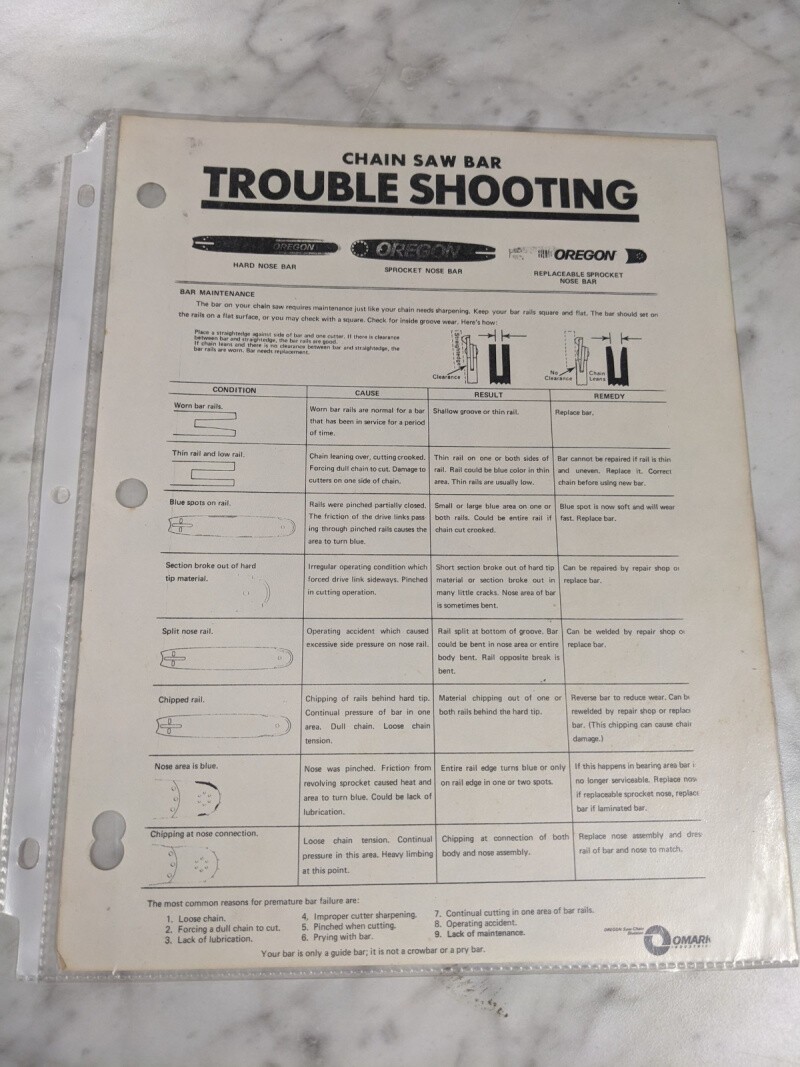 CHAIN SAW BAR
TROUBLE SHOOTING
OREGON
HARD NOSE BAR
OREGON
SPROCKET NOSE BAR
OREGON
REPLACEABLE SPROCKET
NOSE BAR
BAR MAINTENANCE
The bar on your chain saw requires maintenance just like your chain needs sharpening. Keep your bar rails square and flat. The bar should set on
the rails on a flat surface, or you may check with a square. Check for inside groove wear. Here's how:
Place a straightedge against side of bar and one cutter. If there is clearance
between bar and straightedge, the bar rails are good.
If chain leans and there is no clearance between bar and straightedge, the
bar rails are worn. Bar needs replacement.
Straightedge
Clearance
No
Clearance
Chain
Leans
CONDITION
CAUSE
RESULT
REMEDY
Worn bar rails.
Worn bar rails are normal for a bar
that has been in service for a period
of time.
Shallow groove or thin rail.
Replace bar.
Thin rail and low rail.
Chain leaning over, cutting crooked.
Forcing dull chain to cut. Damage to
cutters on one side of chain.
Thin rail on one or both sides of
rail. Rail could be blue color in thin
area. Thin rails are usually low.
Bar cannot be repaired if rail is thin
and uneven. Replace it. Correct
chain before using new bar.
Blue spots on rail.
Rails were pinched partially closed.
The friction of the drive links pass
ing through pinched rails causes the
area to turn blue.
Small or large blue area on one or
both rails. Could be entire rail if
chain cut crooked.
Blue spot is now soft and will wear
fast. Replace bar.
Section broke out of hard
tip material.
Irregular operating condition which
forced drive link sideways. Pinched
in cutting operation.
Short section broke out of hard tip
material or section broke out in
many little cracks. Nose area of bar
is sometimes bent.
Can be repaired by repair shop or
replace bar.
Split nose rail.
Operating accident which caused
excessive side pressure on nose rail.
Rail split at bottom of groove. Bar
could be bent in nose area or entire
body bent. Rail opposite break is
bent.
Can be welded by repair shop or
replace bar.
Chipped rail.
Chipping of rails behind hard tip.
Continual pressure of bar in one
area. Dull chain. Loose chain
tension.
Material chipping out of one or
both rails behind the hard tip.
Reverse bar to reduce wear. Can be
rewelded by repair shop or replace
bar. (This chipping can cause chain
damage.)
Nose area is blue.
Nose was pinched. Friction from
revolving sprocket caused heat and
area to turn blue. Could be lack of
lubrication.
Entire rail edge turns blue or only
on rail edge in one or two spots.
If this happens in bearing area bar i
no longer serviceable. Replace nose
if replaceable sprocket nose, replace
bar if laminated bar.
Chipping at nose connection.
Loose chain tension. Continual
pressure in this area. Heavy limbing
at this point.
Chipping at connection of both
body and nose assembly.
Replace nose assembly and dres
rail of bar and nose to match.
The most common reasons for premature bar failure are:
1. Loose chain.
2. Forcing a dull chain to cut.
3. Lack of lubrication.
4. Improper cutter sharpening.
5. Pinched when cutting.
6. Prying with bar.
7. Continual cutting in one area of bar rails.
8. Operating accident.
9. Lack of maintenance.
Your bar is only a guide bar; it is not a crowbar or a pry bar.
OREGON Saw Chain
Division
OMARK
INDUSTRIES